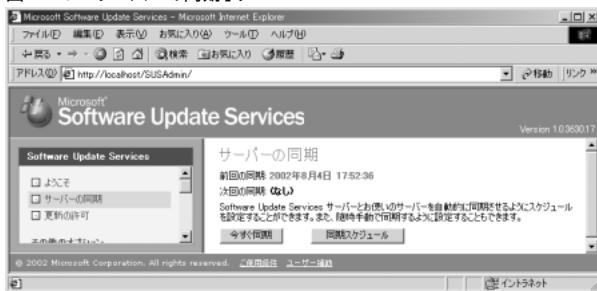 Microsoft Software Update Services - Microsoft Internet Explorer
ファイル(F) 編集(E) 表示(V) お気に入り(A) ツール(T) ヘルプ(H)
戻る 検索 お気に入り 履歴
アドレス(D) http://localhost/SUSAdmin/ 移動 リンク »
Microsoft
Software Update Services
Version 1.0.3630.17
Software Update Services
ようこそ
サーバーの同期
更新の許可
その他のオプション
サーバーの同期
前回の同期: 2002年8月4日 17:52:36
次回の同期: (なし)
Software Update Services サーバーとお使いのサーバーを自動的に同期させるようにスケジュールを設定することができます。また、随時手動で同期するように設定することもできます。
今すぐ同期 同期スケジュール
© 2002 Microsoft Corporation. All rights reserved. ご使用条件 ユーザー補助
イントラネット